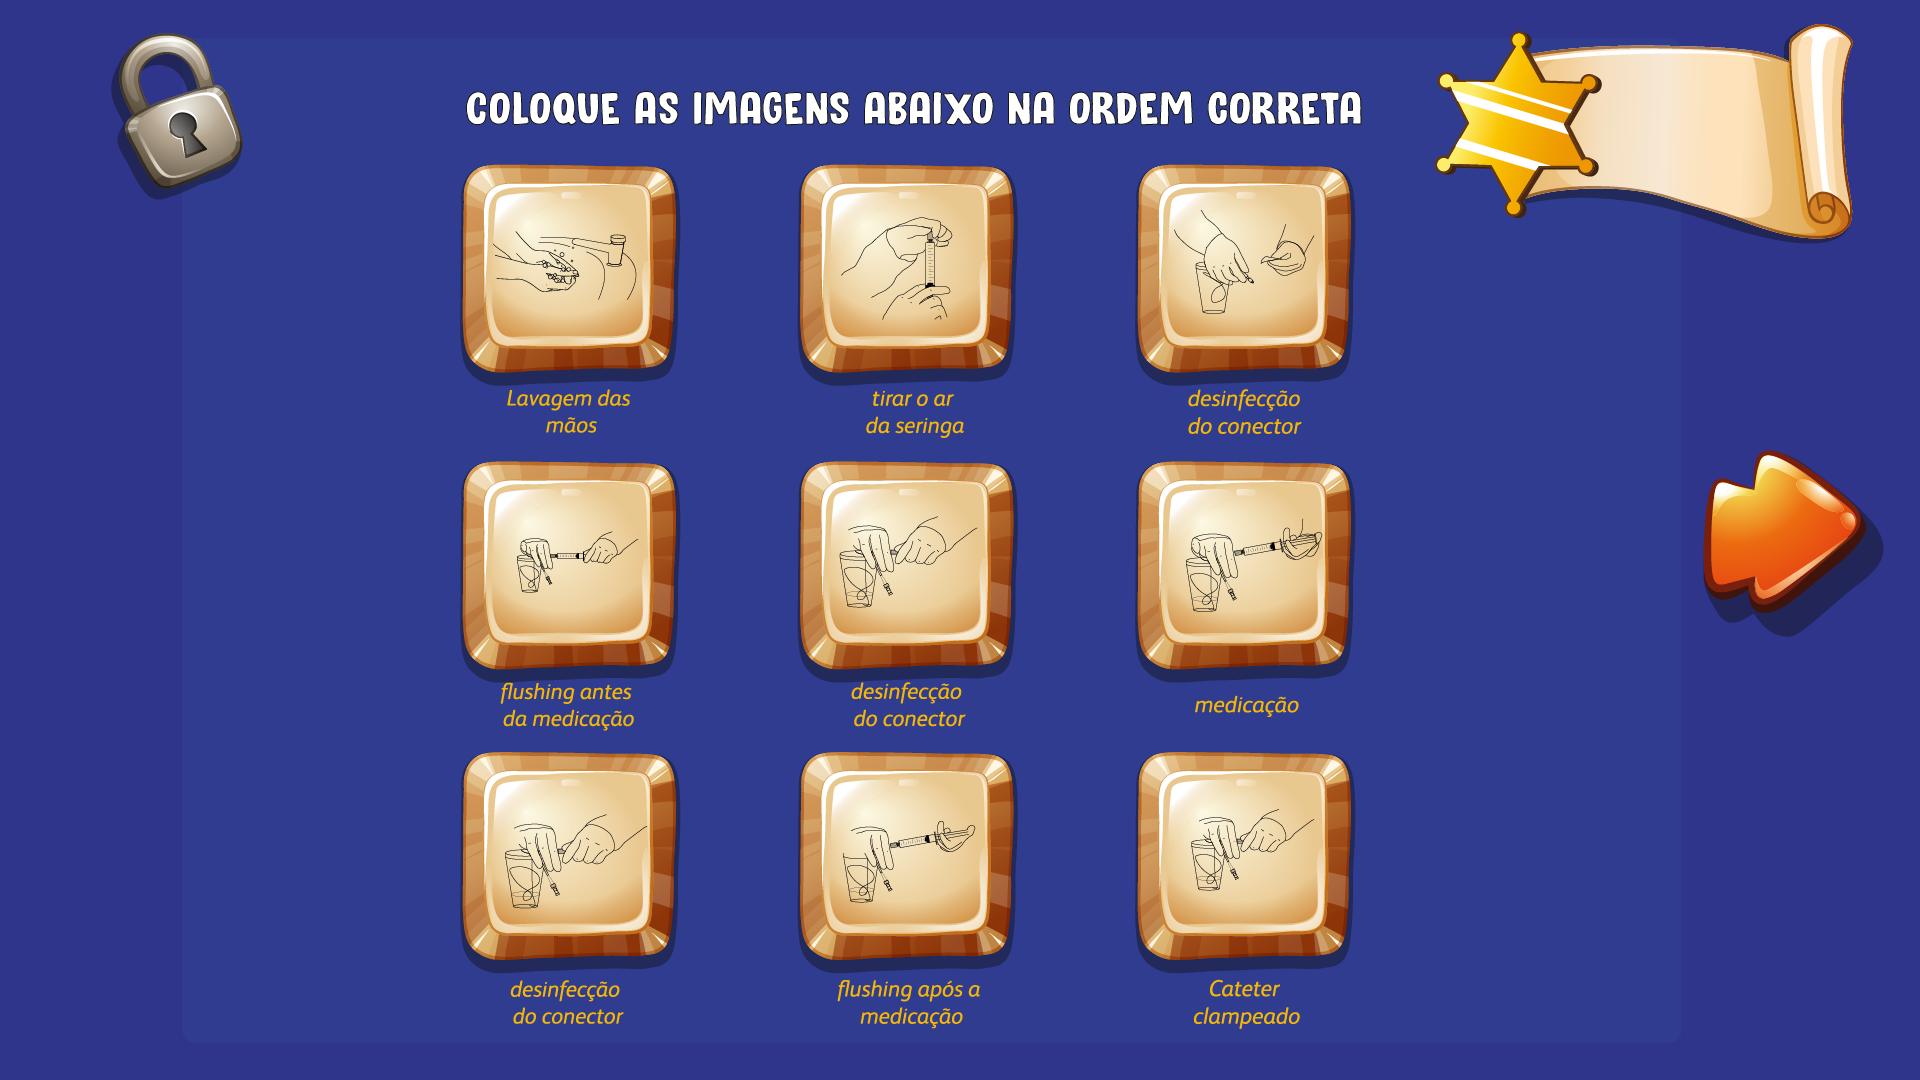 COLOQUE AS IMAGENS ABAIXO NA ORDEM CORRETA
Lavagem das
mãos
tirar o ar
da seringa
desinfecção
do conector
flushing antes
da medicação
desinfecção
do conector
medicação
desinfecção
do conector
flushing após a
medicação
Cateter
clampeado